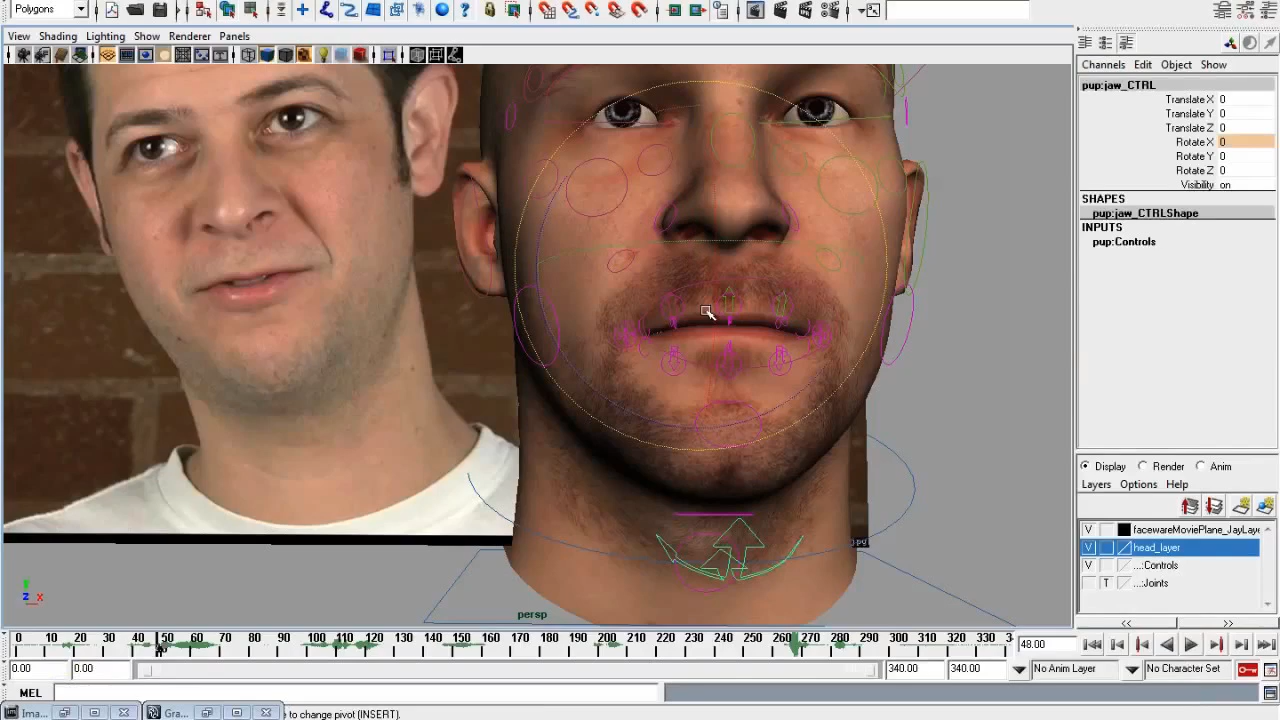 Polygons
View Shading Lighting Show Renderer Panels
Channels Edit Object Show
pup:jaw_CTRL
Translate X 0
Translate Y 0
Translate Z 0
Rotate X 0
Rotate Y 0
Rotate Z 0
Visibility on
SHAPES
pup:jaw_CTRLShape
INPUTS
pup:Controls
Display Render Anim
Layers Options Help
V facewareMoviePlane_JayLaye
V head_layer
V ...:Controls
T ...:Joints
persp
0 10 20 30 40 50 60 70 80 90 100 110 120 130 140 150 160 170 180 190 200 210 220 230 240 250 260 270 280 290 300 310 320 330 3
48.00
0.00 0.00 340.00 340.00 No Anim Layer No Character Set
MEL
Ima... Gra... e to change pivot (INSERT).